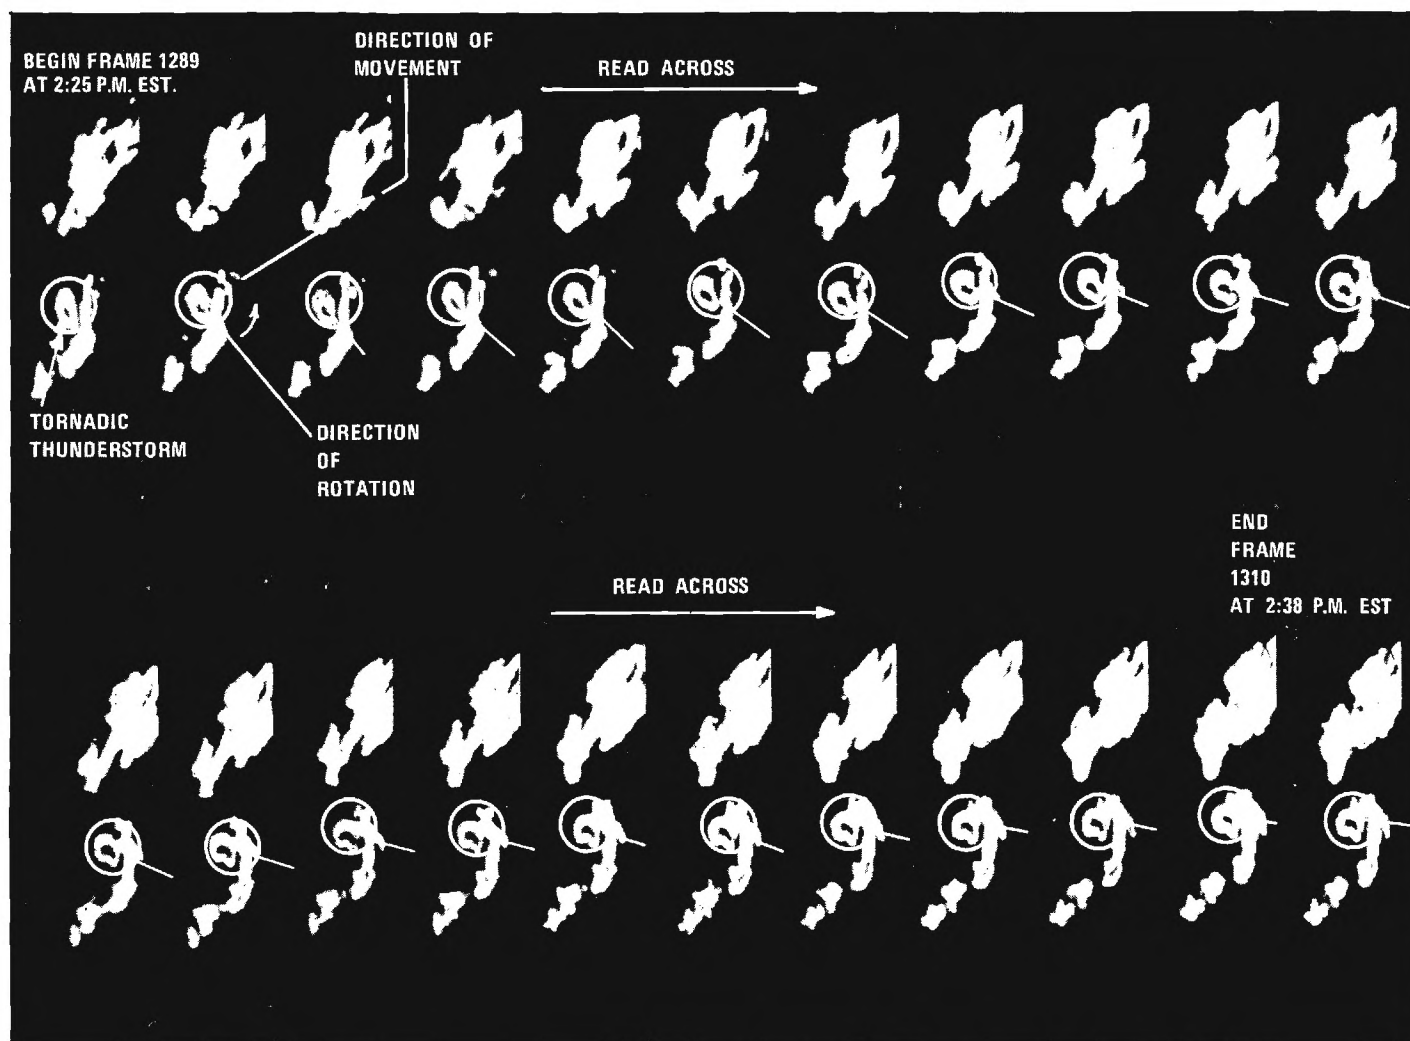 BEGIN FRAME 1289
AT 2:25 P.M. EST.
DIRECTION OF
MOVEMENT
READ ACROSS
TORNADIC
THUNDERSTORM
DIRECTION
OF
ROTATION
READ ACROSS
END
FRAME
1310
AT 2:38 P.M. EST